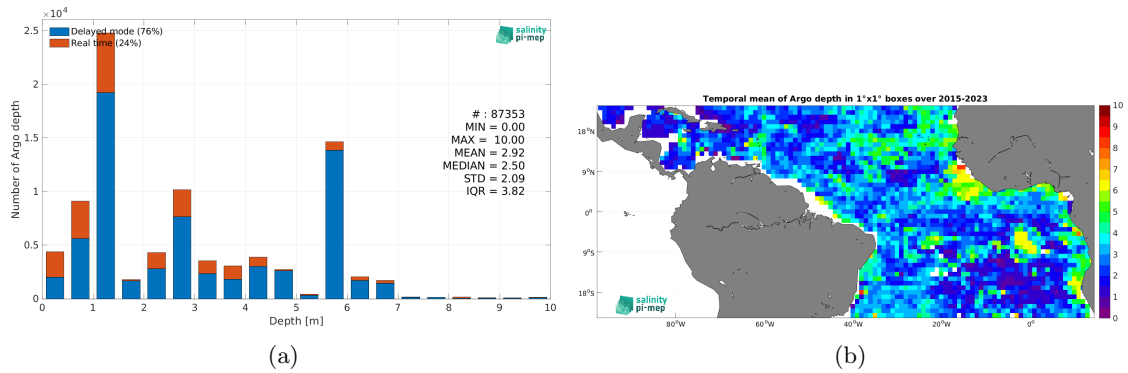 ×10⁴
Delayed mode (76%)
Real time (24%)
salinity
pi-mep
2.5
2
1.5
1
0.5
0
Number of Argo depth
# : 87353
MIN = 0.00
MAX = 10.00
MEAN = 2.92
MEDIAN = 2.50
STD = 2.09
IQR = 3.82
0 1 2 3 4 5 6 7 8 9 10
Depth [m]
(a)
Temporal mean of Argo depth in 1°x1° boxes over 2015-2023
18°N
9°N
0°
9°S
18°S
80°W 60°W 40°W 20°W 0°
salinity
pi-mep
10
9
8
7
6
5
4
3
2
1
0
(b)